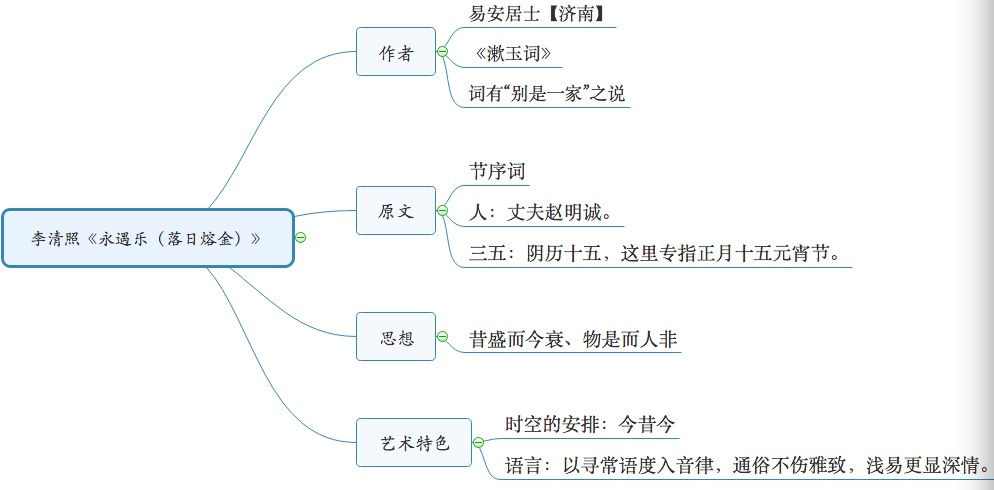 李清照《永遇乐（落日熔金）》
作者
易安居士【济南】
《漱玉词》
词有“别是一家”之说
原文
节序词
人：丈夫赵明诚。
三五：阴历十五，这里专指正月十五元宵节。
思想
昔盛而今衰、物是而人非
艺术特色
时空的安排：今昔今
语言：以寻常语度入音律，通俗不伤雅致，浅易更显深情。